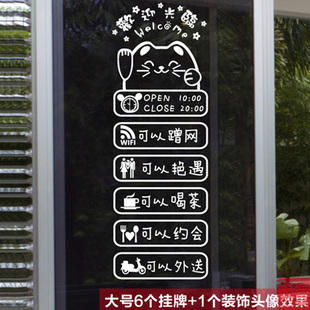 歡迎光臨
Welcome
OPEN 10:00
CLOSE 20:00
WiFi 可以蹭网
可以艳遇
可以喝茶
可以约会
可以外送
大号6个挂牌+1个装饰头像效果